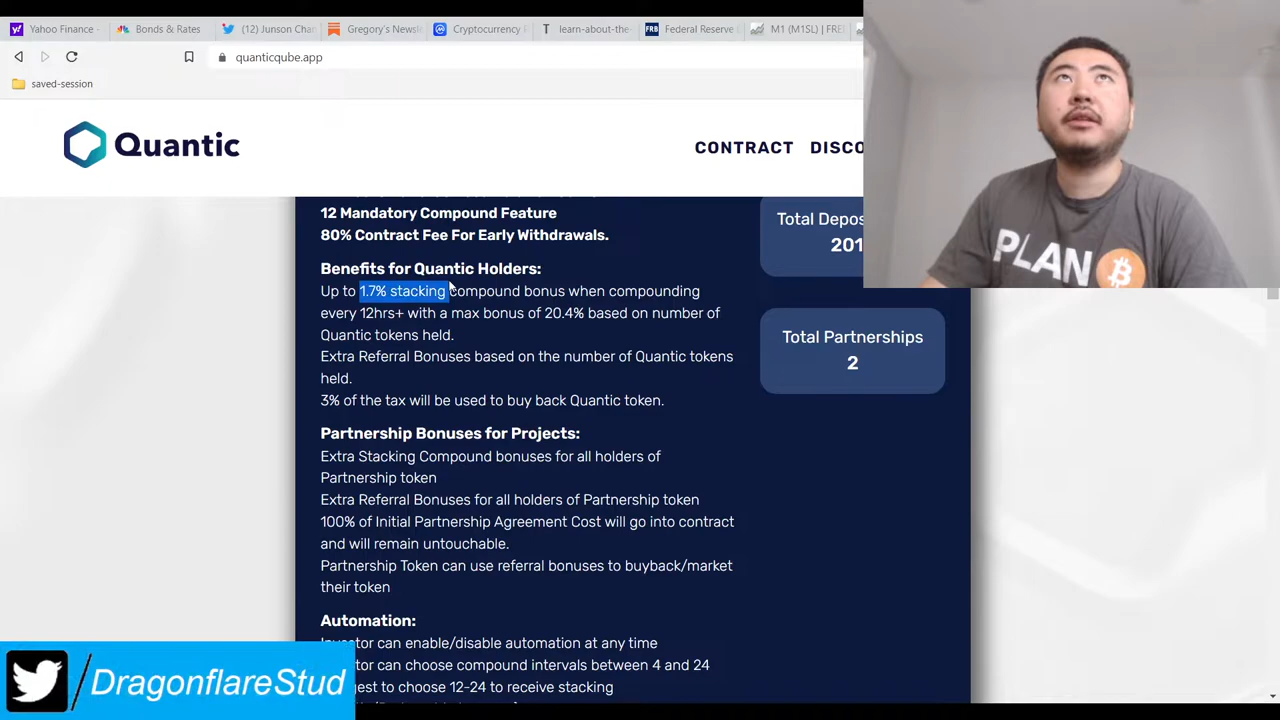 Yahoo Finance
Bonds & Rates
(12) Junson Chan
Gregory's Newsl
Cryptocurrency
learn-about-the-
Federal Reserve
M1 (M1SL) | FRE
quanticqube.app
saved-session
Quantic
CONTRACT
12 Mandatory Compound Feature
80% Contract Fee For Early Withdrawals.
Benefits for Quantic Holders:
Up to 1.7% stacking compound bonus when compounding
every 12hrs+ with a max bonus of 20.4% based on number of
Quantic tokens held.
Extra Referral Bonuses based on the number of Quantic tokens
held.
3% of the tax will be used to buy back Quantic token.
Partnership Bonuses for Projects:
Extra Stacking Compound bonuses for all holders of
Partnership token
Extra Referral Bonuses for all holders of Partnership token
100% of Initial Partnership Agreement Cost will go into contract
and will remain untouchable.
Partnership Token can use referral bonuses to buyback/market
their token
Automation:
Investor can enable/disable automation at any time
tor can choose compound intervals between 4 and 24
gest to choose 12-24 to receive stacking
Total Depos
201
Total Partnerships
2
PLAN B
/DragonflareStud